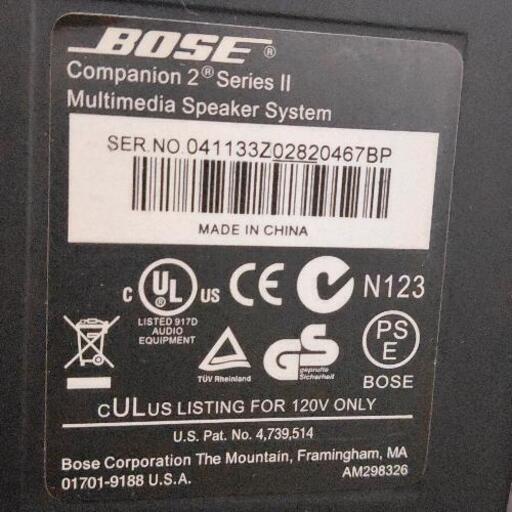 BOSE®
Companion 2® Series II
Multimedia Speaker System
SER.NO.041133Z02820467BP
MADE IN CHINA
C UL US CE N123
LISTED 917D
AUDIO
EQUIPMENT
TÜV Rheinland
GS
geprüfte
Sicherheit
PS
E
BOSE
cULUS LISTING FOR 120V ONLY
U.S. Pat. No. 4,739,514
Bose Corporation The Mountain, Framingham, MA
01701-9188 U.S.A.
AM298326